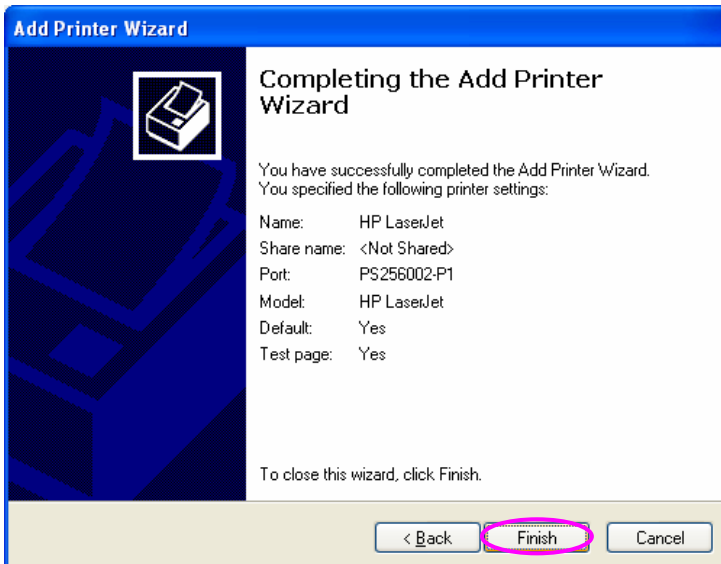 Add Printer Wizard
Completing the Add Printer
Wizard
You have successfully completed the Add Printer Wizard.
You specified the following printer settings:
Name: HP LaserJet
Share name: <Not Shared>
Port: PS256002-P1
Model: HP LaserJet
Default: Yes
Test page: Yes
To close this wizard, click Finish.
< Back Finish Cancel